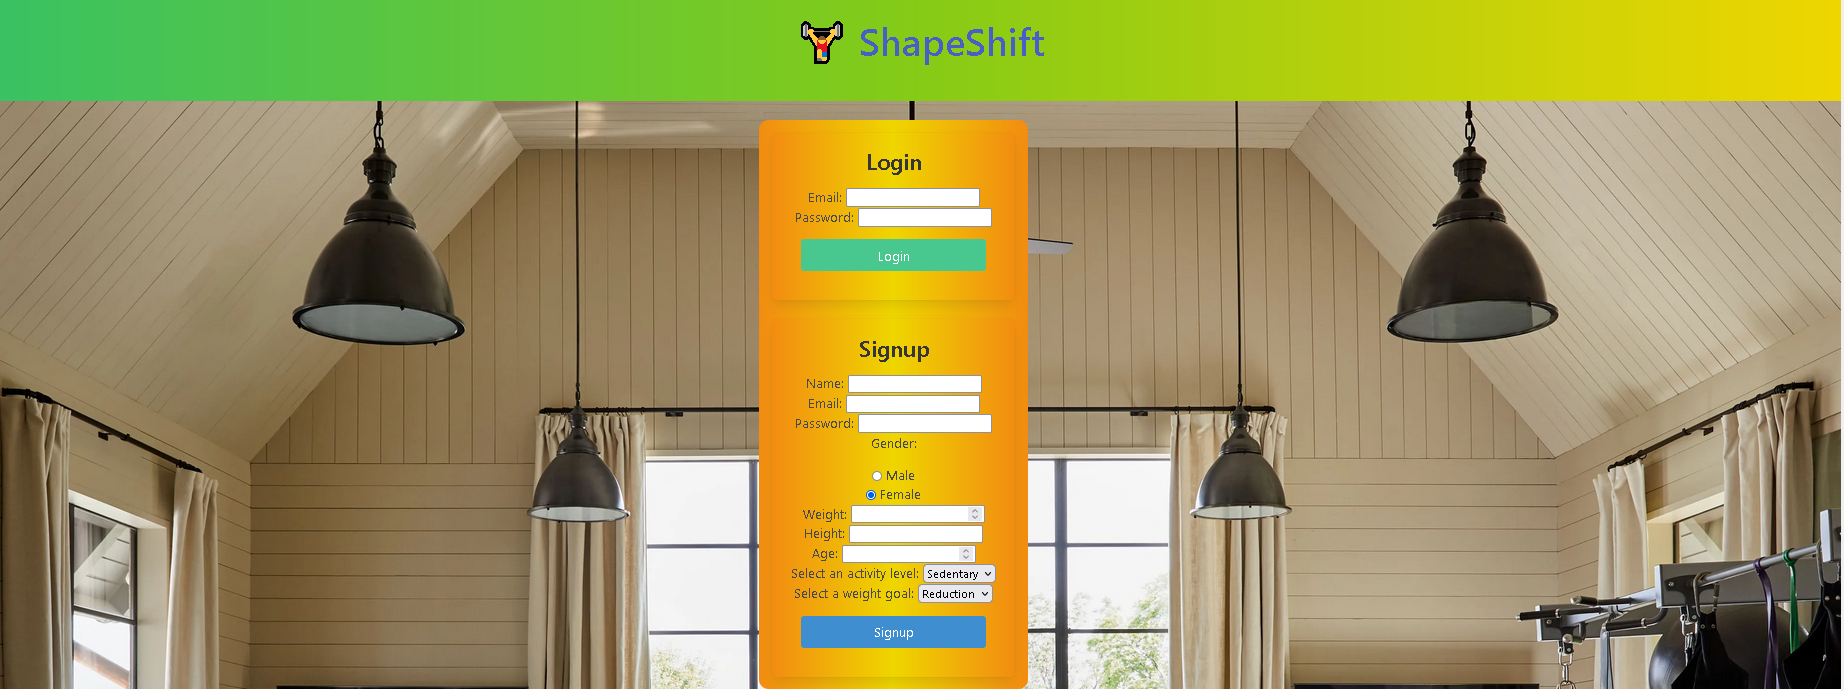 ShapeShift
Login
Email:
Password:
Login
Signup
Name:
Email:
Password:
Gender:
Male
Female
Weight:
Height:
Age:
Select an activity level: Sedentary
Select a weight goal: Reduction
Signup